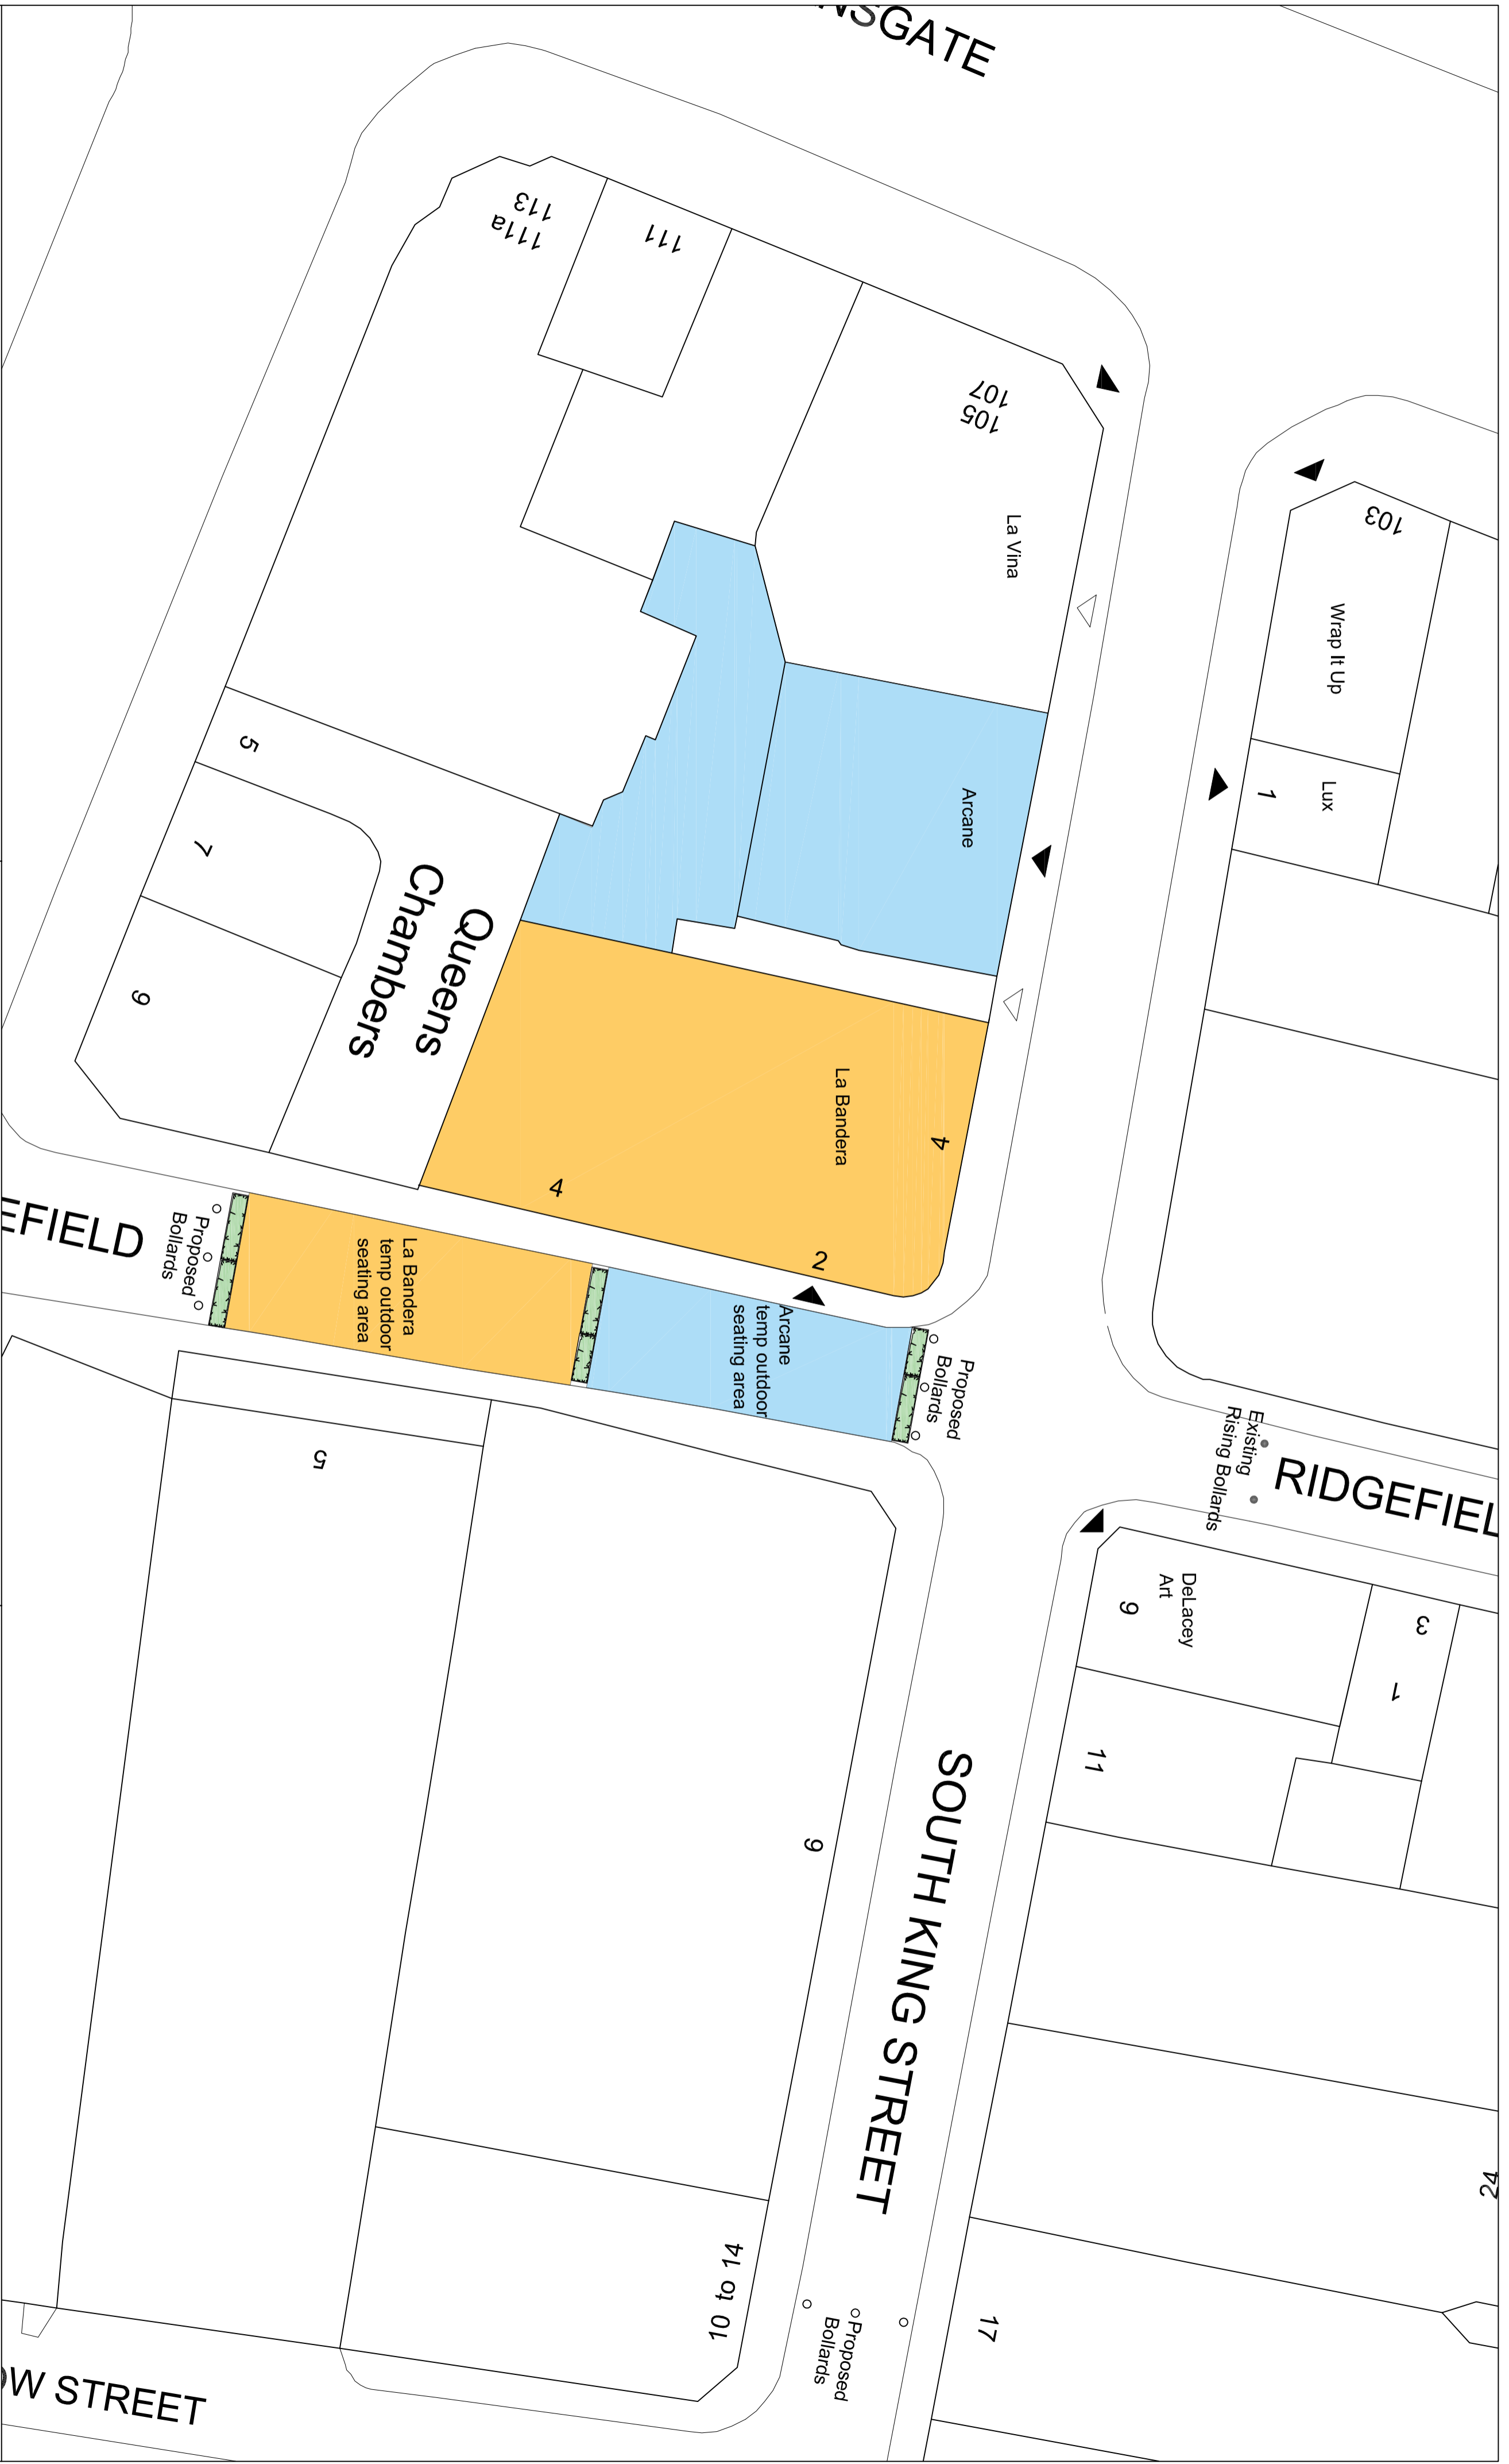 NSGATE
113
111a
111
107
105
La Vina
103
Wrap It Up
Lux
1
Arcane
5
7
9
Queens
Chambers
La Bandera
4
4
2
EFIELD
Proposed
Bollards
La Bandera
temp outdoor
seating area
Arcane
temp outdoor
seating area
Proposed
Bollards
Existing
Rising Bollards
RIDGEFIEL
5
DeLacey
Art
9
3
1
11
9
SOUTH KING STREET
10 to 14
Proposed
Bollards
17
24
OW STREET